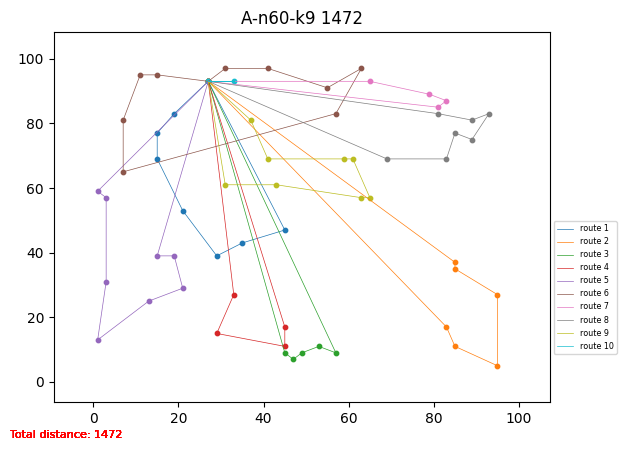 A-n60-k9 1472
100
80
60
40
20
0
0
20
40
60
80
100
route 1
route 2
route 3
route 4
route 5
route 6
route 7
route 8
route 9
route 10
Total distance: 1472